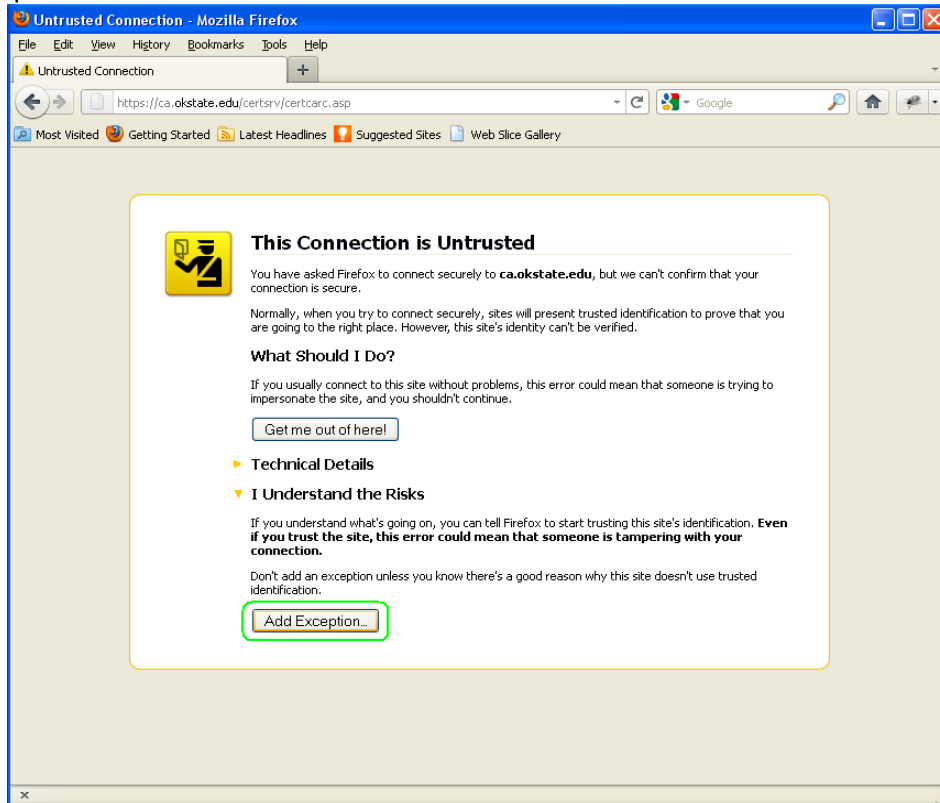 Untrusted Connection - Mozilla Firefox
File Edit View History Bookmarks Tools Help
Untrusted Connection +
https://ca.okstate.edu/certsrv/certcarc.asp Google
Most Visited Getting Started Latest Headlines Suggested Sites Web Slice Gallery
This Connection is Untrusted
You have asked Firefox to connect securely to ca.okstate.edu, but we can't confirm that your
connection is secure.
Normally, when you try to connect securely, sites will present trusted identification to prove that you
are going to the right place. However, this site's identity can't be verified.
What Should I Do?
If you usually connect to this site without problems, this error could mean that someone is trying to
impersonate the site, and you shouldn't continue.
Get me out of here!
Technical Details
I Understand the Risks
If you understand what's going on, you can tell Firefox to start trusting this site's identification. Even
if you trust the site, this error could mean that someone is tampering with your
connection.
Don't add an exception unless you know there's a good reason why this site doesn't use trusted
identification.
Add Exception...
x